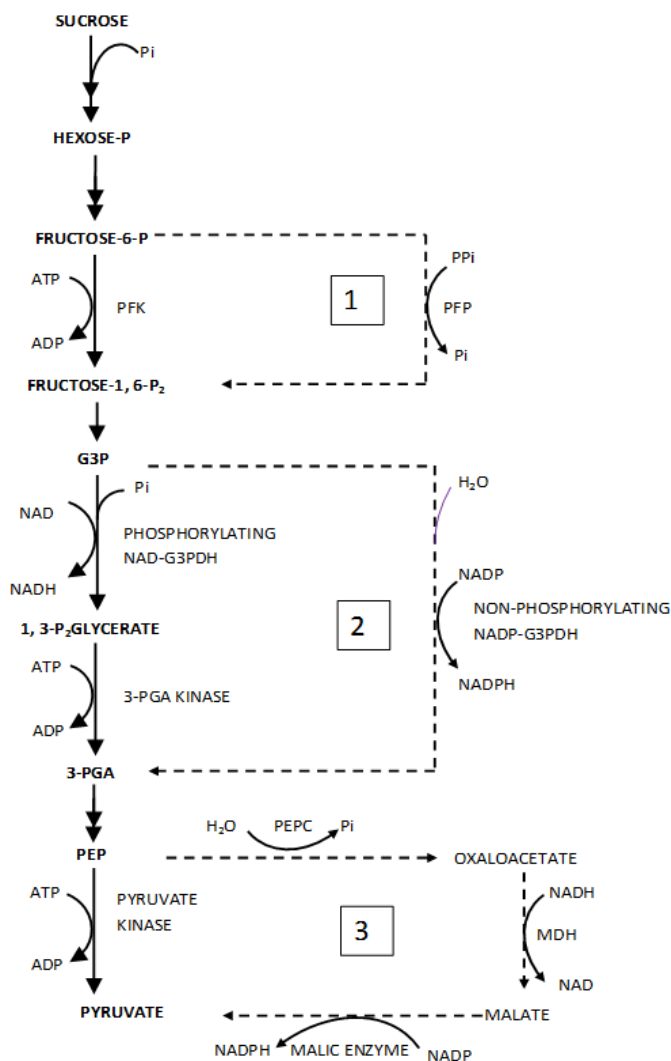 SUCROSE
Pi
HEXOSE-P
FRUCTOSE-6-P
ATP
PFK
ADP
1
PPi
PFP
Pi
FRUCTOSE-1, 6-P₂
G3P
Pi
NAD
PHOSPHORYLATING
NAD-G3PDH
NADH
H₂O
NADP
NON-PHOSPHORYLATING
NADP-G3PDH
NADPH
2
1, 3-P₂GLYCERATE
ATP
3-PGA KINASE
ADP
3-PGA
H₂O PEPC Pi
PEP
OXALOACETATE
ATP
PYRUVATE
KINASE
ADP
3
NADH
MDH
NAD
PYRUVATE
MALATE
NADPH MALIC ENZYME NADP